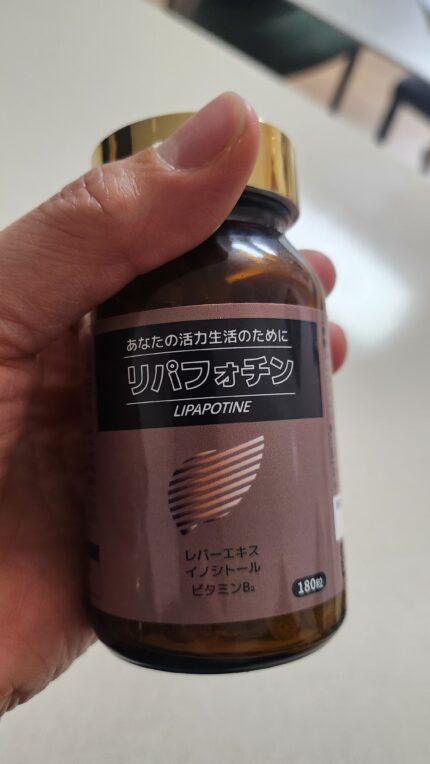 あなたの活力生活のために
リパフォチン
LIPAPOTINE
レバーエキス
イノシトール
ビタミンB₂
180粒